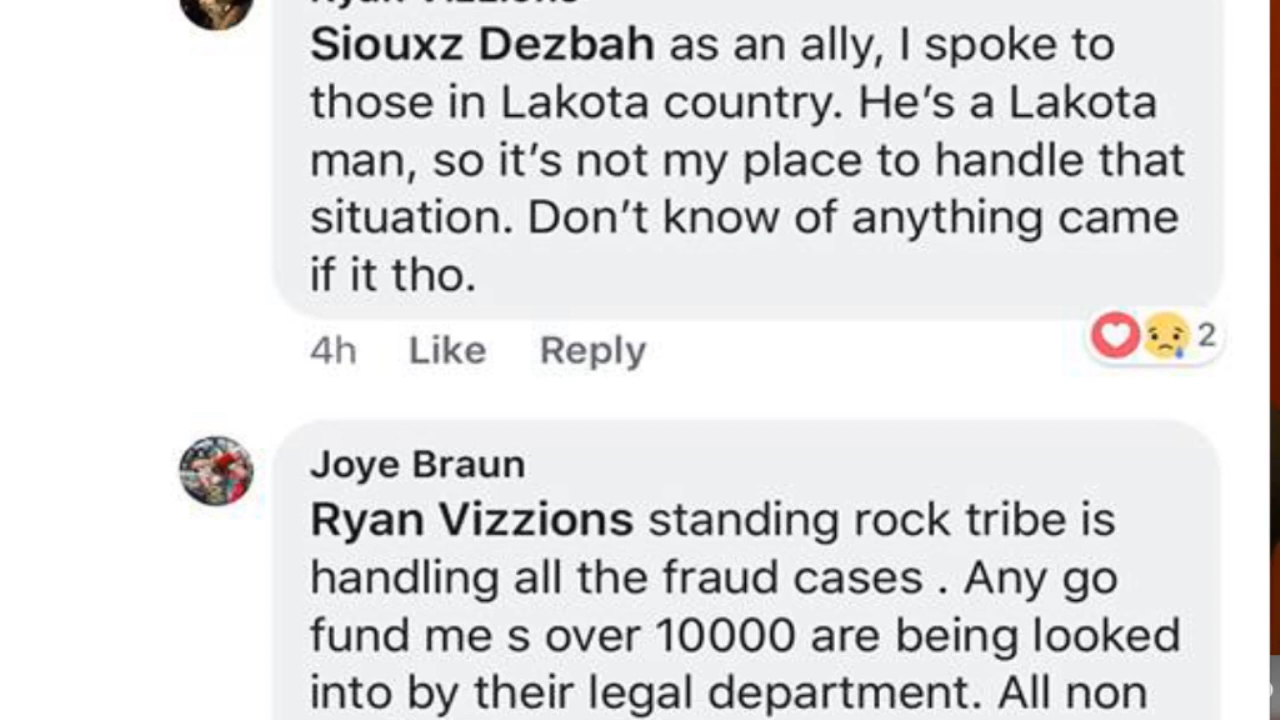 Ryan Vizzions
Siouxz Dezbah as an ally, I spoke to
those in Lakota country. He's a Lakota
man, so it's not my place to handle that
situation. Don't know of anything came
if it tho.
4h Like Reply
2
Joye Braun
Ryan Vizzions standing rock tribe is
handling all the fraud cases . Any go
fund me s over 10000 are being looked
into by their legal department. All non